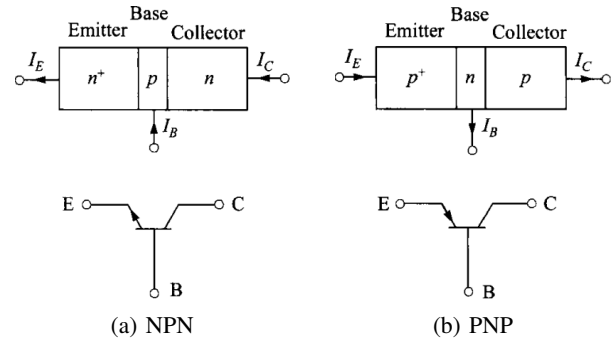 Base
Emitter Collector
I_E n⁺ p n I_C
I_B
E C
B
(a) NPN
Base
Emitter Collector
I_E p⁺ n p I_C
I_B
E C
B
(b) PNP